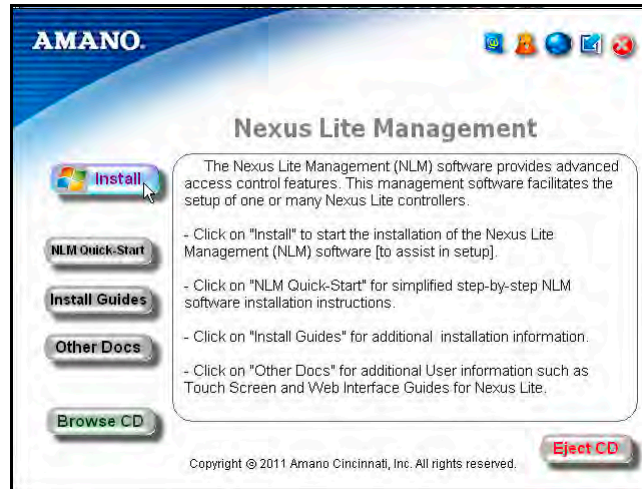 AMANO.
Nexus Lite Management
Install
NLM Quick-Start
Install Guides
Other Docs
Browse CD
The Nexus Lite Management (NLM) software provides advanced
access control features. This management software facilitates the
setup of one or many Nexus Lite controllers.
- Click on "Install" to start the installation of the Nexus Lite
Management (NLM) software [to assist in setup].
- Click on "NLM Quick-Start" for simplified step-by-step NLM
software installation instructions.
- Click on "Install Guides" for additional installation information.
- Click on "Other Docs" for additional User information such as
Touch Screen and Web Interface Guides for Nexus Lite.
Eject CD
Copyright © 2011 Amano Cincinnati, Inc. All rights reserved.